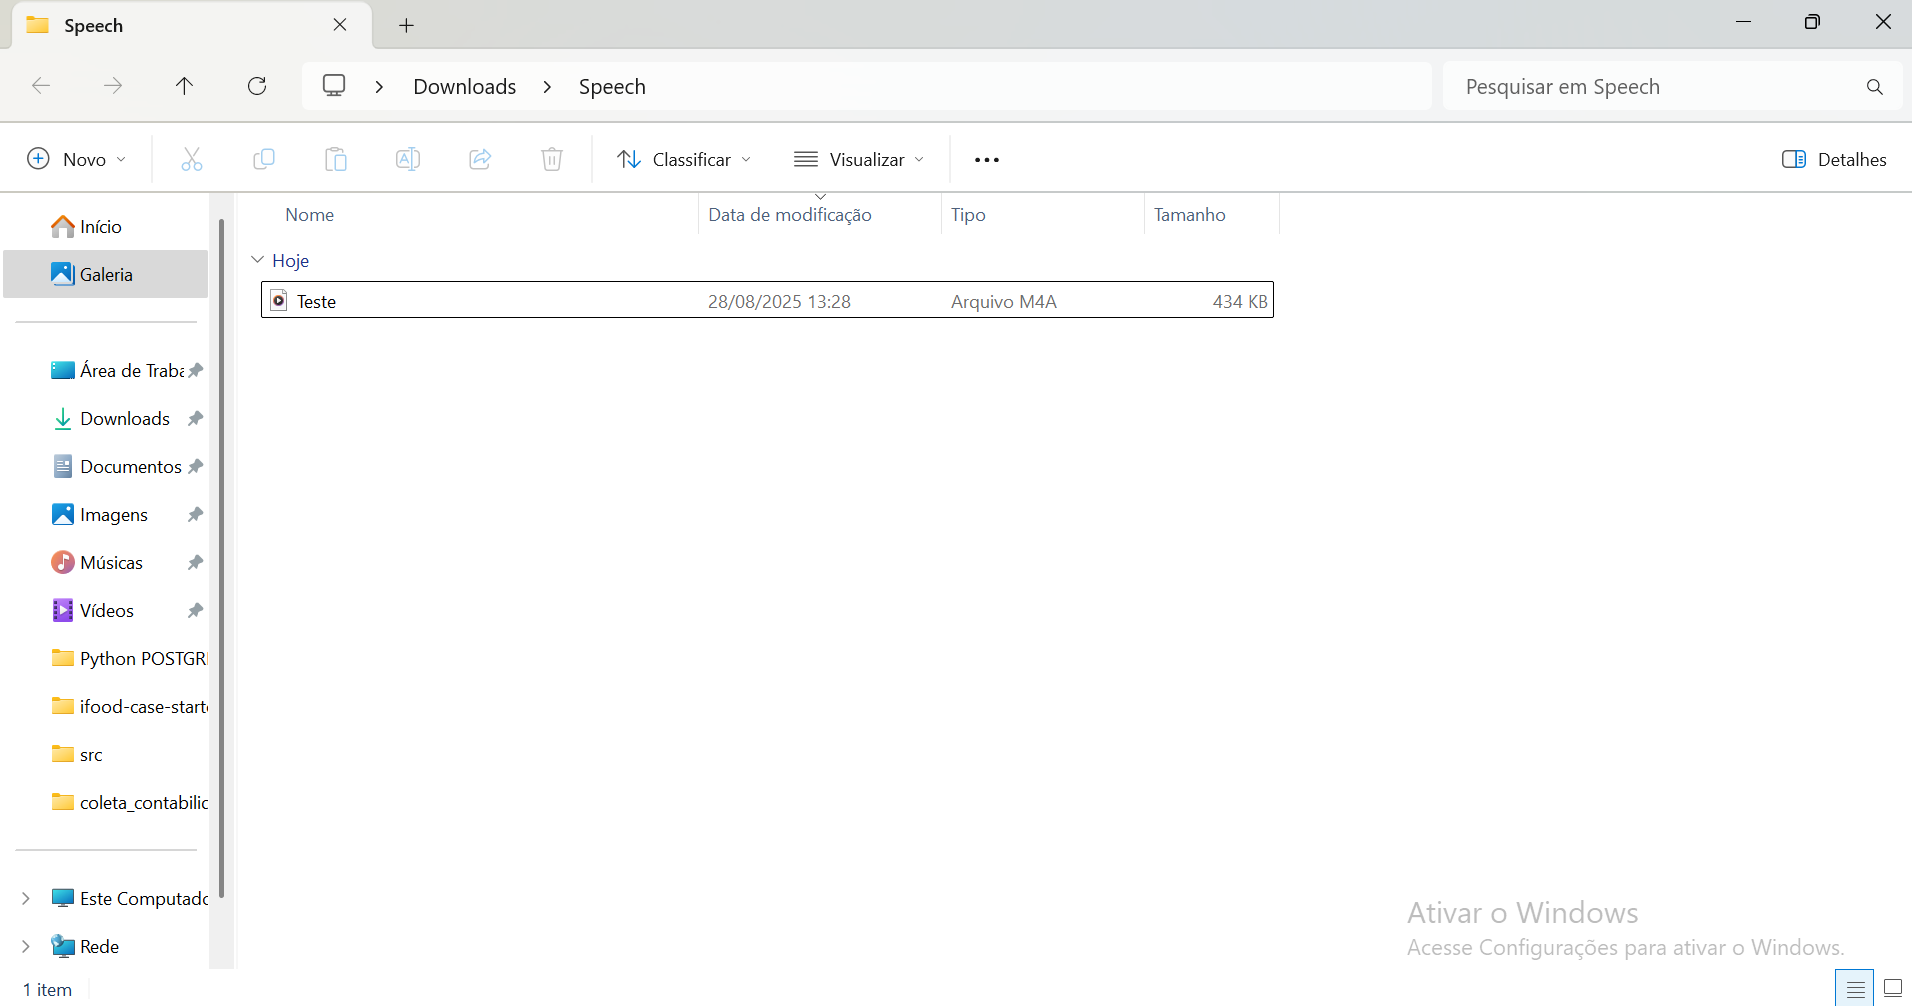 Speech
Downloads
Speech
Pesquisar em Speech
Novo
Classificar
Visualizar
Detalhes
Início
Galeria
Área de Traba
Downloads
Documentos
Imagens
Músicas
Vídeos
Python POSTGR
ifood-case-start
src
coleta_contabilic
Este Computado
Rede
Nome Data de modificação Tipo Tamanho
Hoje
Teste 28/08/2025 13:28 Arquivo M4A 434 KB
Ativar o Windows
Acesse Configurações para ativar o Windows.
1 item